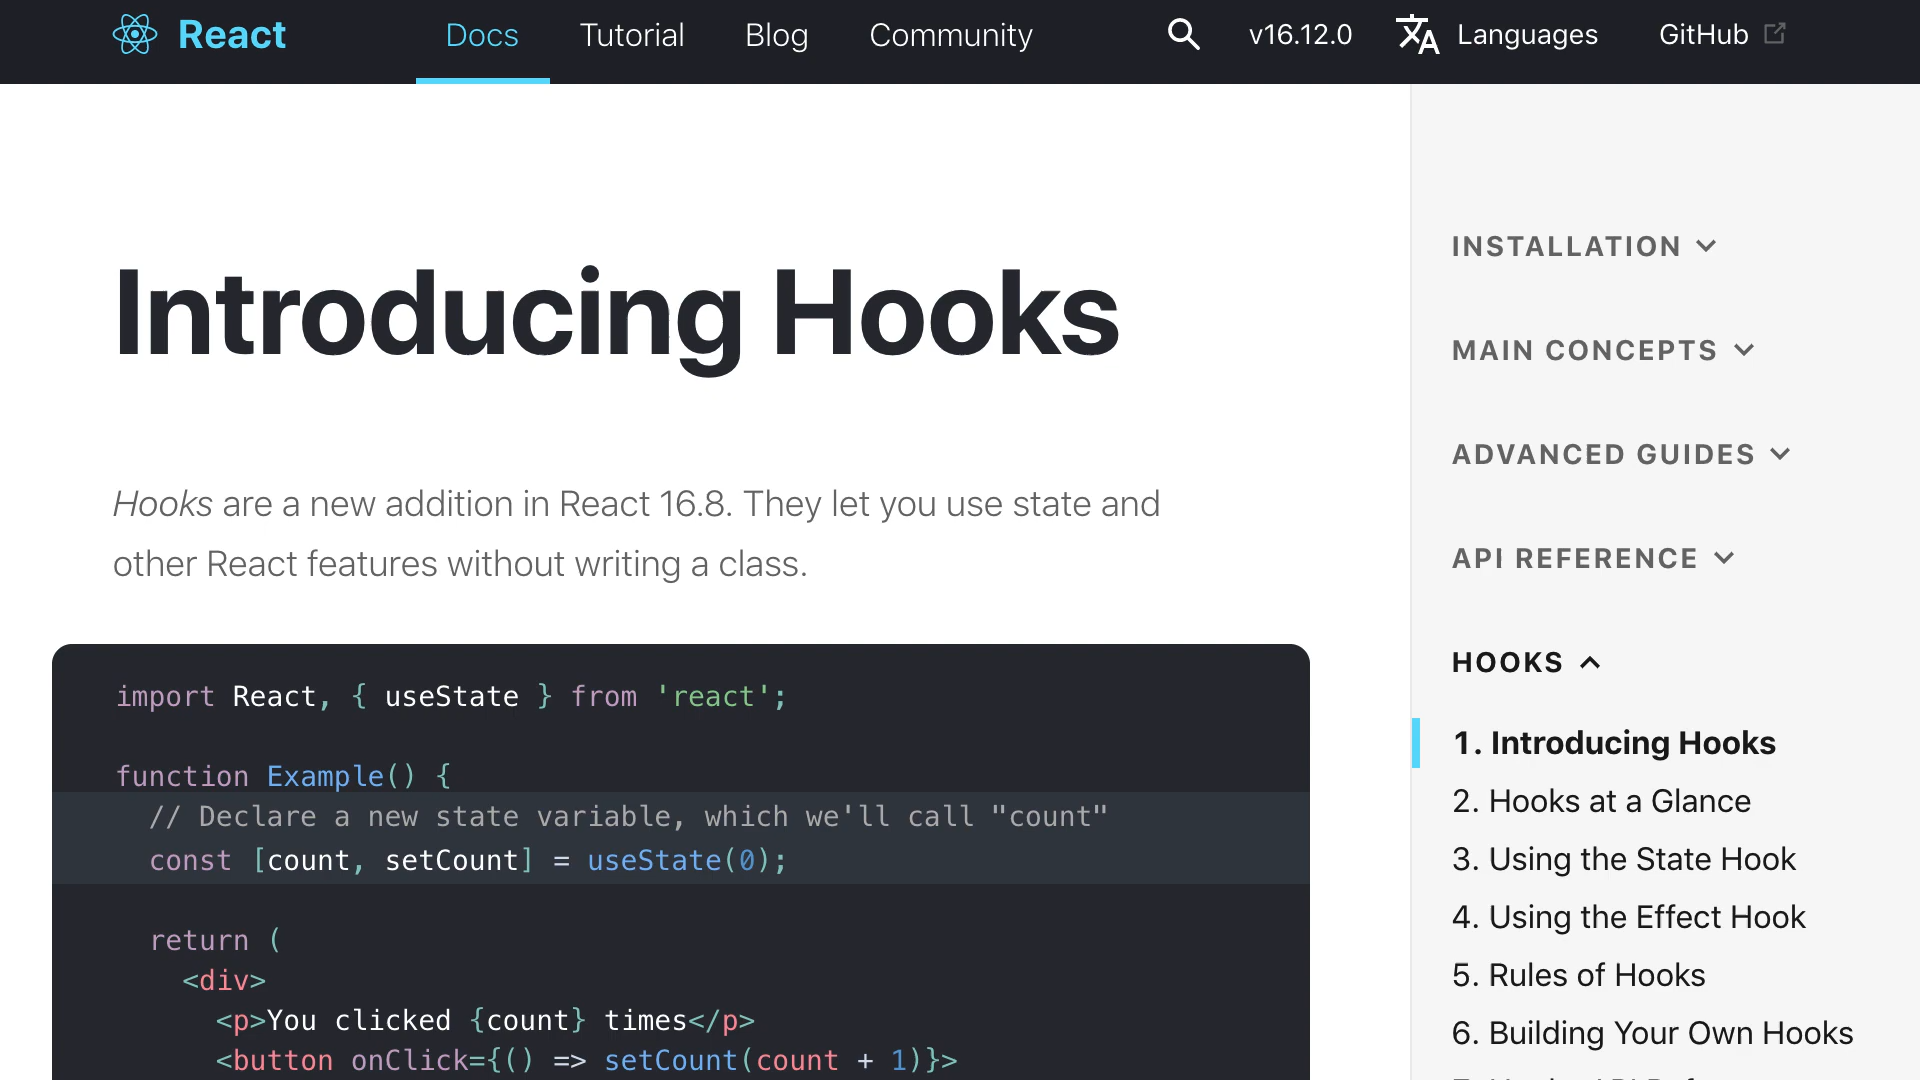 React Docs Tutorial Blog Community v16.12.0 Languages GitHub
Introducing Hooks
Hooks are a new addition in React 16.8. They let you use state and
other React features without writing a class.
import React, { useState } from 'react';
function Example() {
// Declare a new state variable, which we'll call "count"
const [count, setCount] = useState(0);
return (
<div>
<p>You clicked {count} times</p>
<button onClick={() => setCount(count + 1)}>
INSTALLATION
MAIN CONCEPTS
ADVANCED GUIDES
API REFERENCE
HOOKS
1. Introducing Hooks
2. Hooks at a Glance
3. Using the State Hook
4. Using the Effect Hook
5. Rules of Hooks
6. Building Your Own Hooks